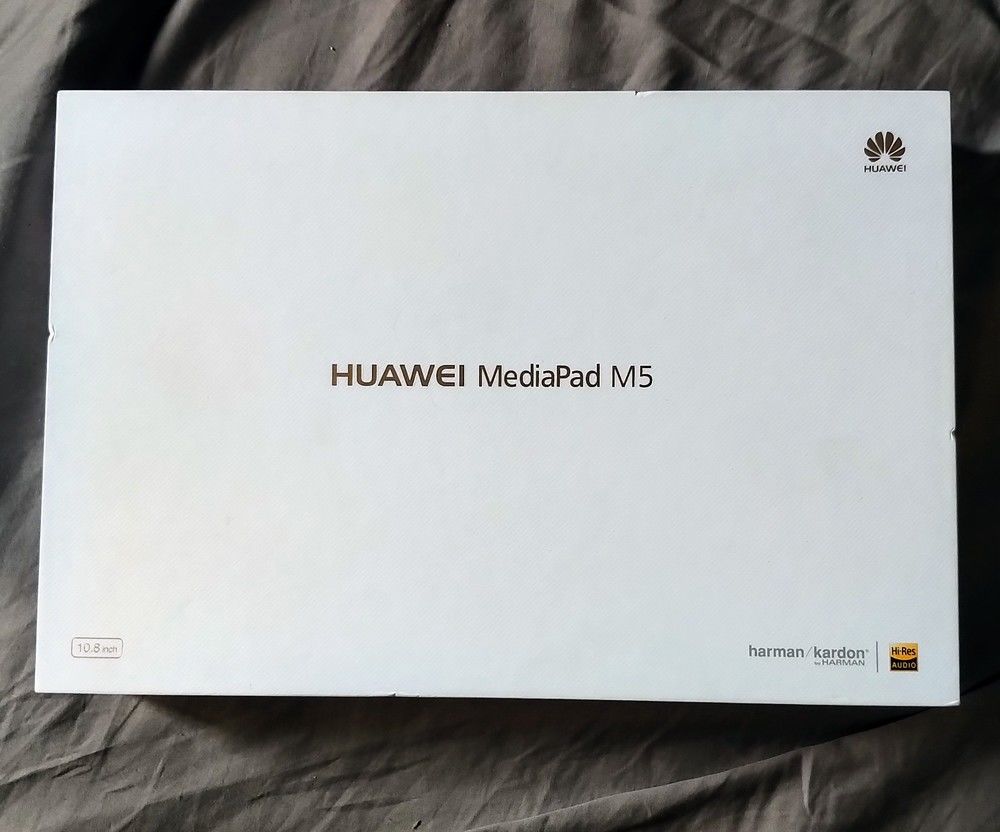 HUAWEI
HUAWEI MediaPad M5
10.8 inch
harman/kardon®
by HARMAN
Hi-Res
AUDIO